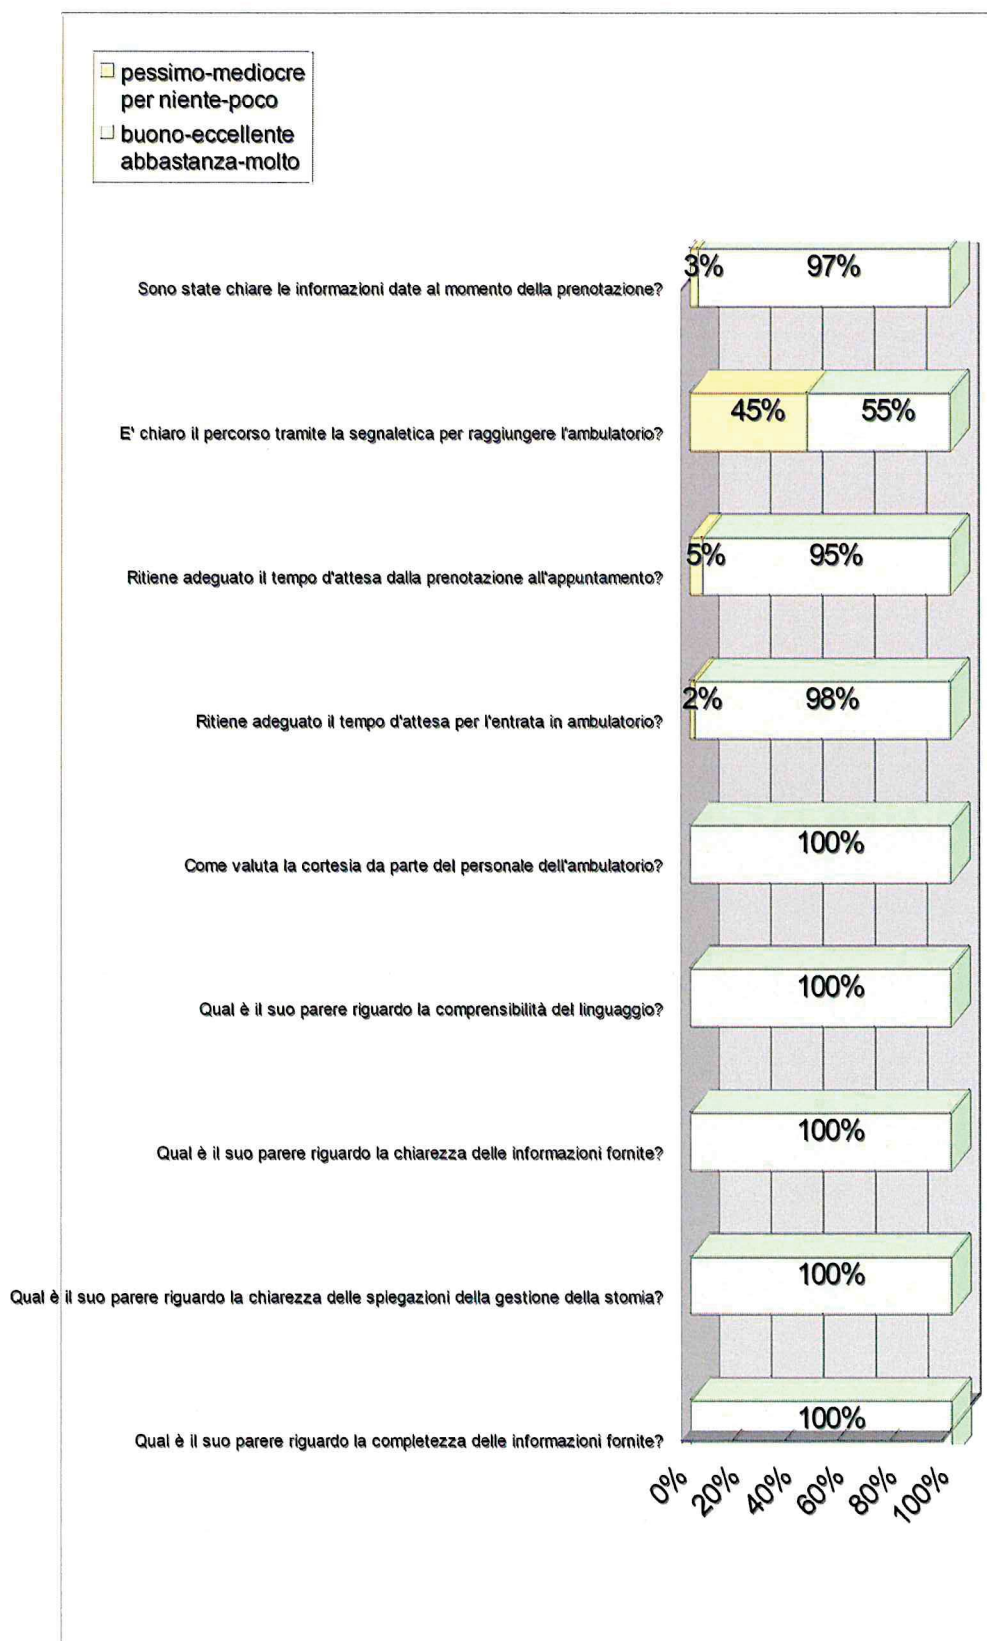 pessimo-mediocre
per niente-poco
buono-eccellente
abbastanza-molto
Sono state chiare le informazioni date al momento della prenotazione?
3% 97%
E' chiaro il percorso tramite la segnaletica per raggiungere l'ambulatorio?
45% 55%
Ritiene adeguato il tempo d'attesa dalla prenotazione all'appuntamento?
5% 95%
Ritiene adeguato il tempo d'attesa per l'entrata in ambulatorio?
2% 98%
Come valuta la cortesia da parte del personale dell'ambulatorio?
100%
Qual è il suo parere riguardo la comprensibilità del linguaggio?
100%
Qual è il suo parere riguardo la chiarezza delle informazioni fornite?
100%
Qual è il suo parere riguardo la chiarezza delle spiegazioni della gestione della stomia?
100%
Qual è il suo parere riguardo la completezza delle informazioni fornite?
100%
0% 20% 40% 60% 80% 100%